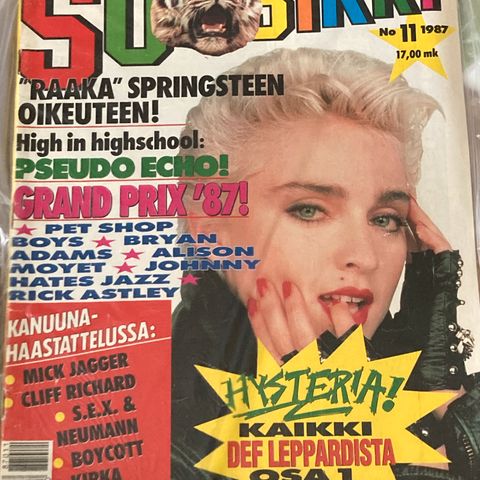 SUOSIKKI
No 11 1987
17,00 mk
"RAAKA" SPRINGSTEEN
OIKEUTEEN!
High in highschool:
PSEUDO ECHO!
GRAND PRIX '87!
★ PET SHOP
BOYS ★ BRYAN
ADAMS ★ ALISON
MOYET ★ JOHNNY
HATES JAZZ ★
RICK ASTLEY
KANUUNA-
HAASTATTELUSSA:
• MICK JAGGER
• CLIFF RICHARD
• S.E.X. &
NEUMANN
• BOYCOTT
KIRKA
HYSTERIA!
KAIKKI
DEF LEPPARDISTA
OSA 1